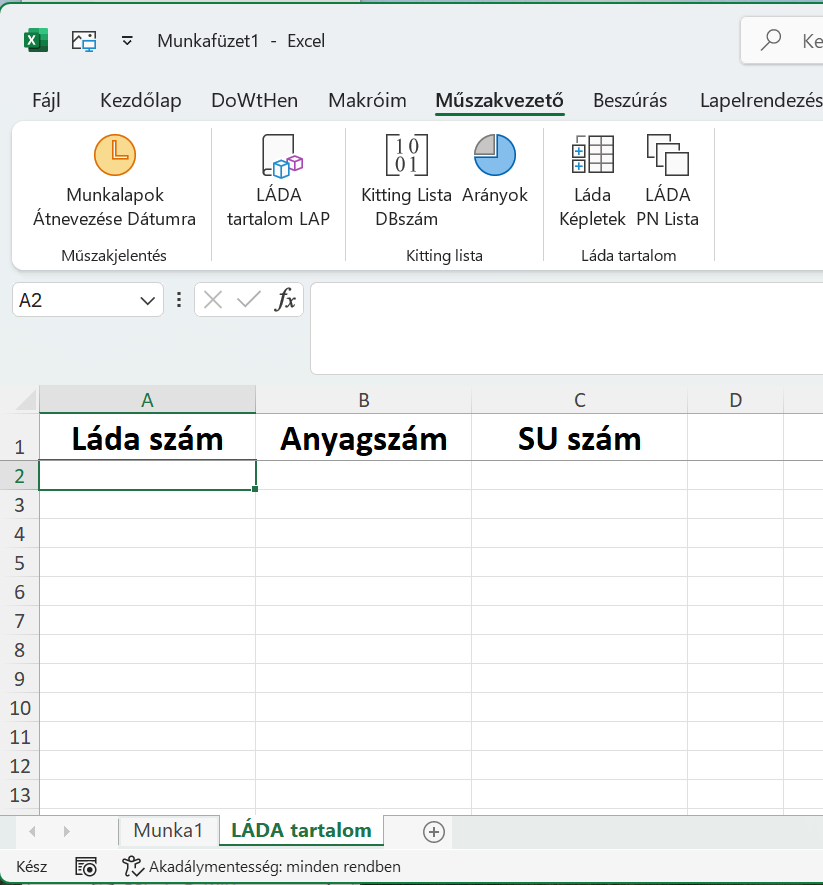 Munkafüzet1 - Excel
Ke
Fájl Kezdőlap DoWtHen Makróim Műszakvezető Beszúrás Lapelrendezés
Munkalapok
Átnevezése Dátumra
Műszakjelentés
LÁDA
tartalom LAP
10
01
Kitting Lista
DBszám
Arányok
Kitting lista
Láda
Képletek
LÁDA
PN Lista
Láda tartalom
A2
fx
A B C D
1 Láda szám Anyagszám SU szám
2
3
4
5
6
7
8
9
10
11
12
13
Munka1 LÁDA tartalom
Kész Akadálymentesség: minden rendben